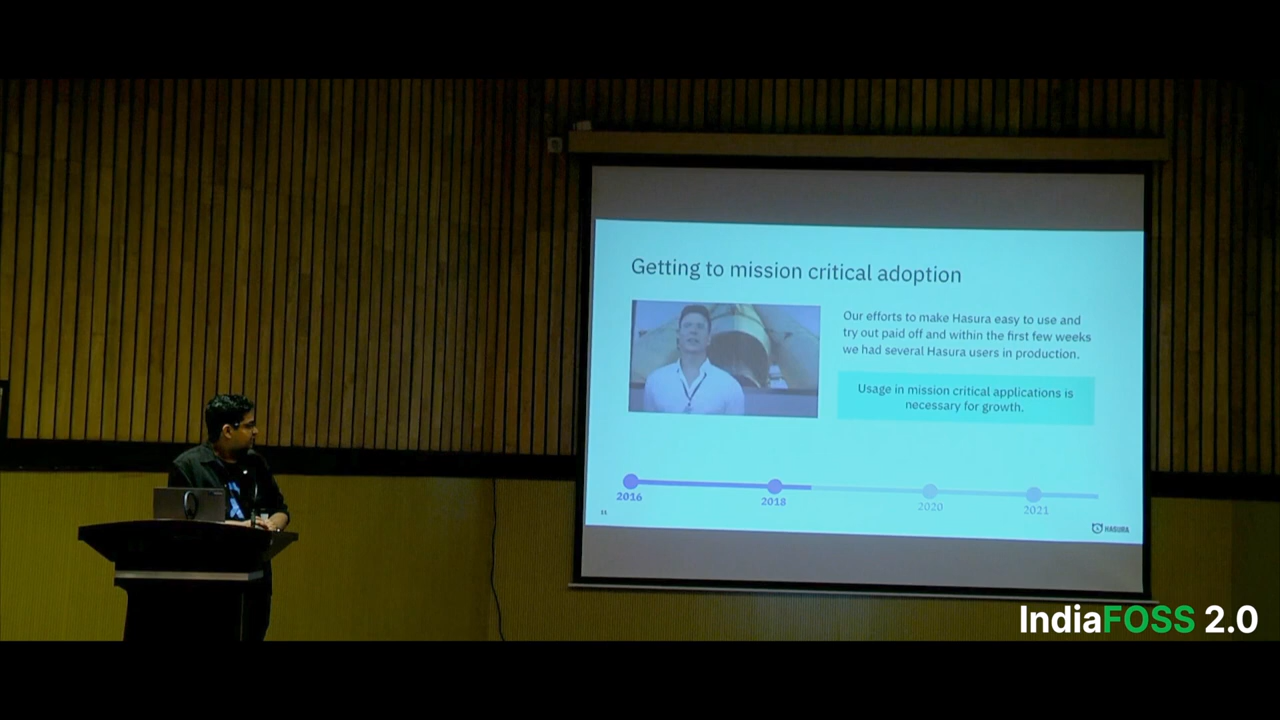 Getting to mission critical adoption
Our efforts to make Hasura easy to use and
try out paid off and within the first few weeks
we had several Hasura users in production.
Usage in mission critical applications is
necessary for growth.
2016
2018
2020
2021
11
HASURA
IndiaFOSS 2.0